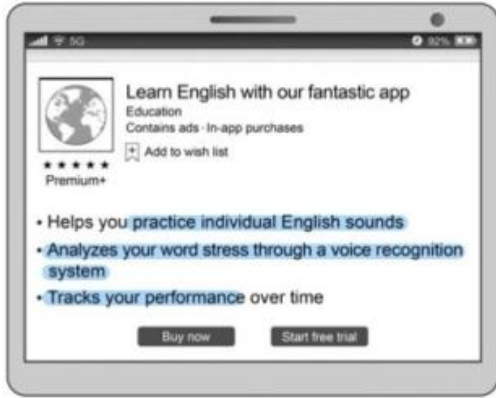 5G
92%
Learn English with our fantastic app
Education
Contains ads · In-app purchases
Add to wish list
★★★★★
Premium+
• Helps you practice individual English sounds
• Analyzes your word stress through a voice recognition
system
• Tracks your performance over time
Buy now
Start free trial